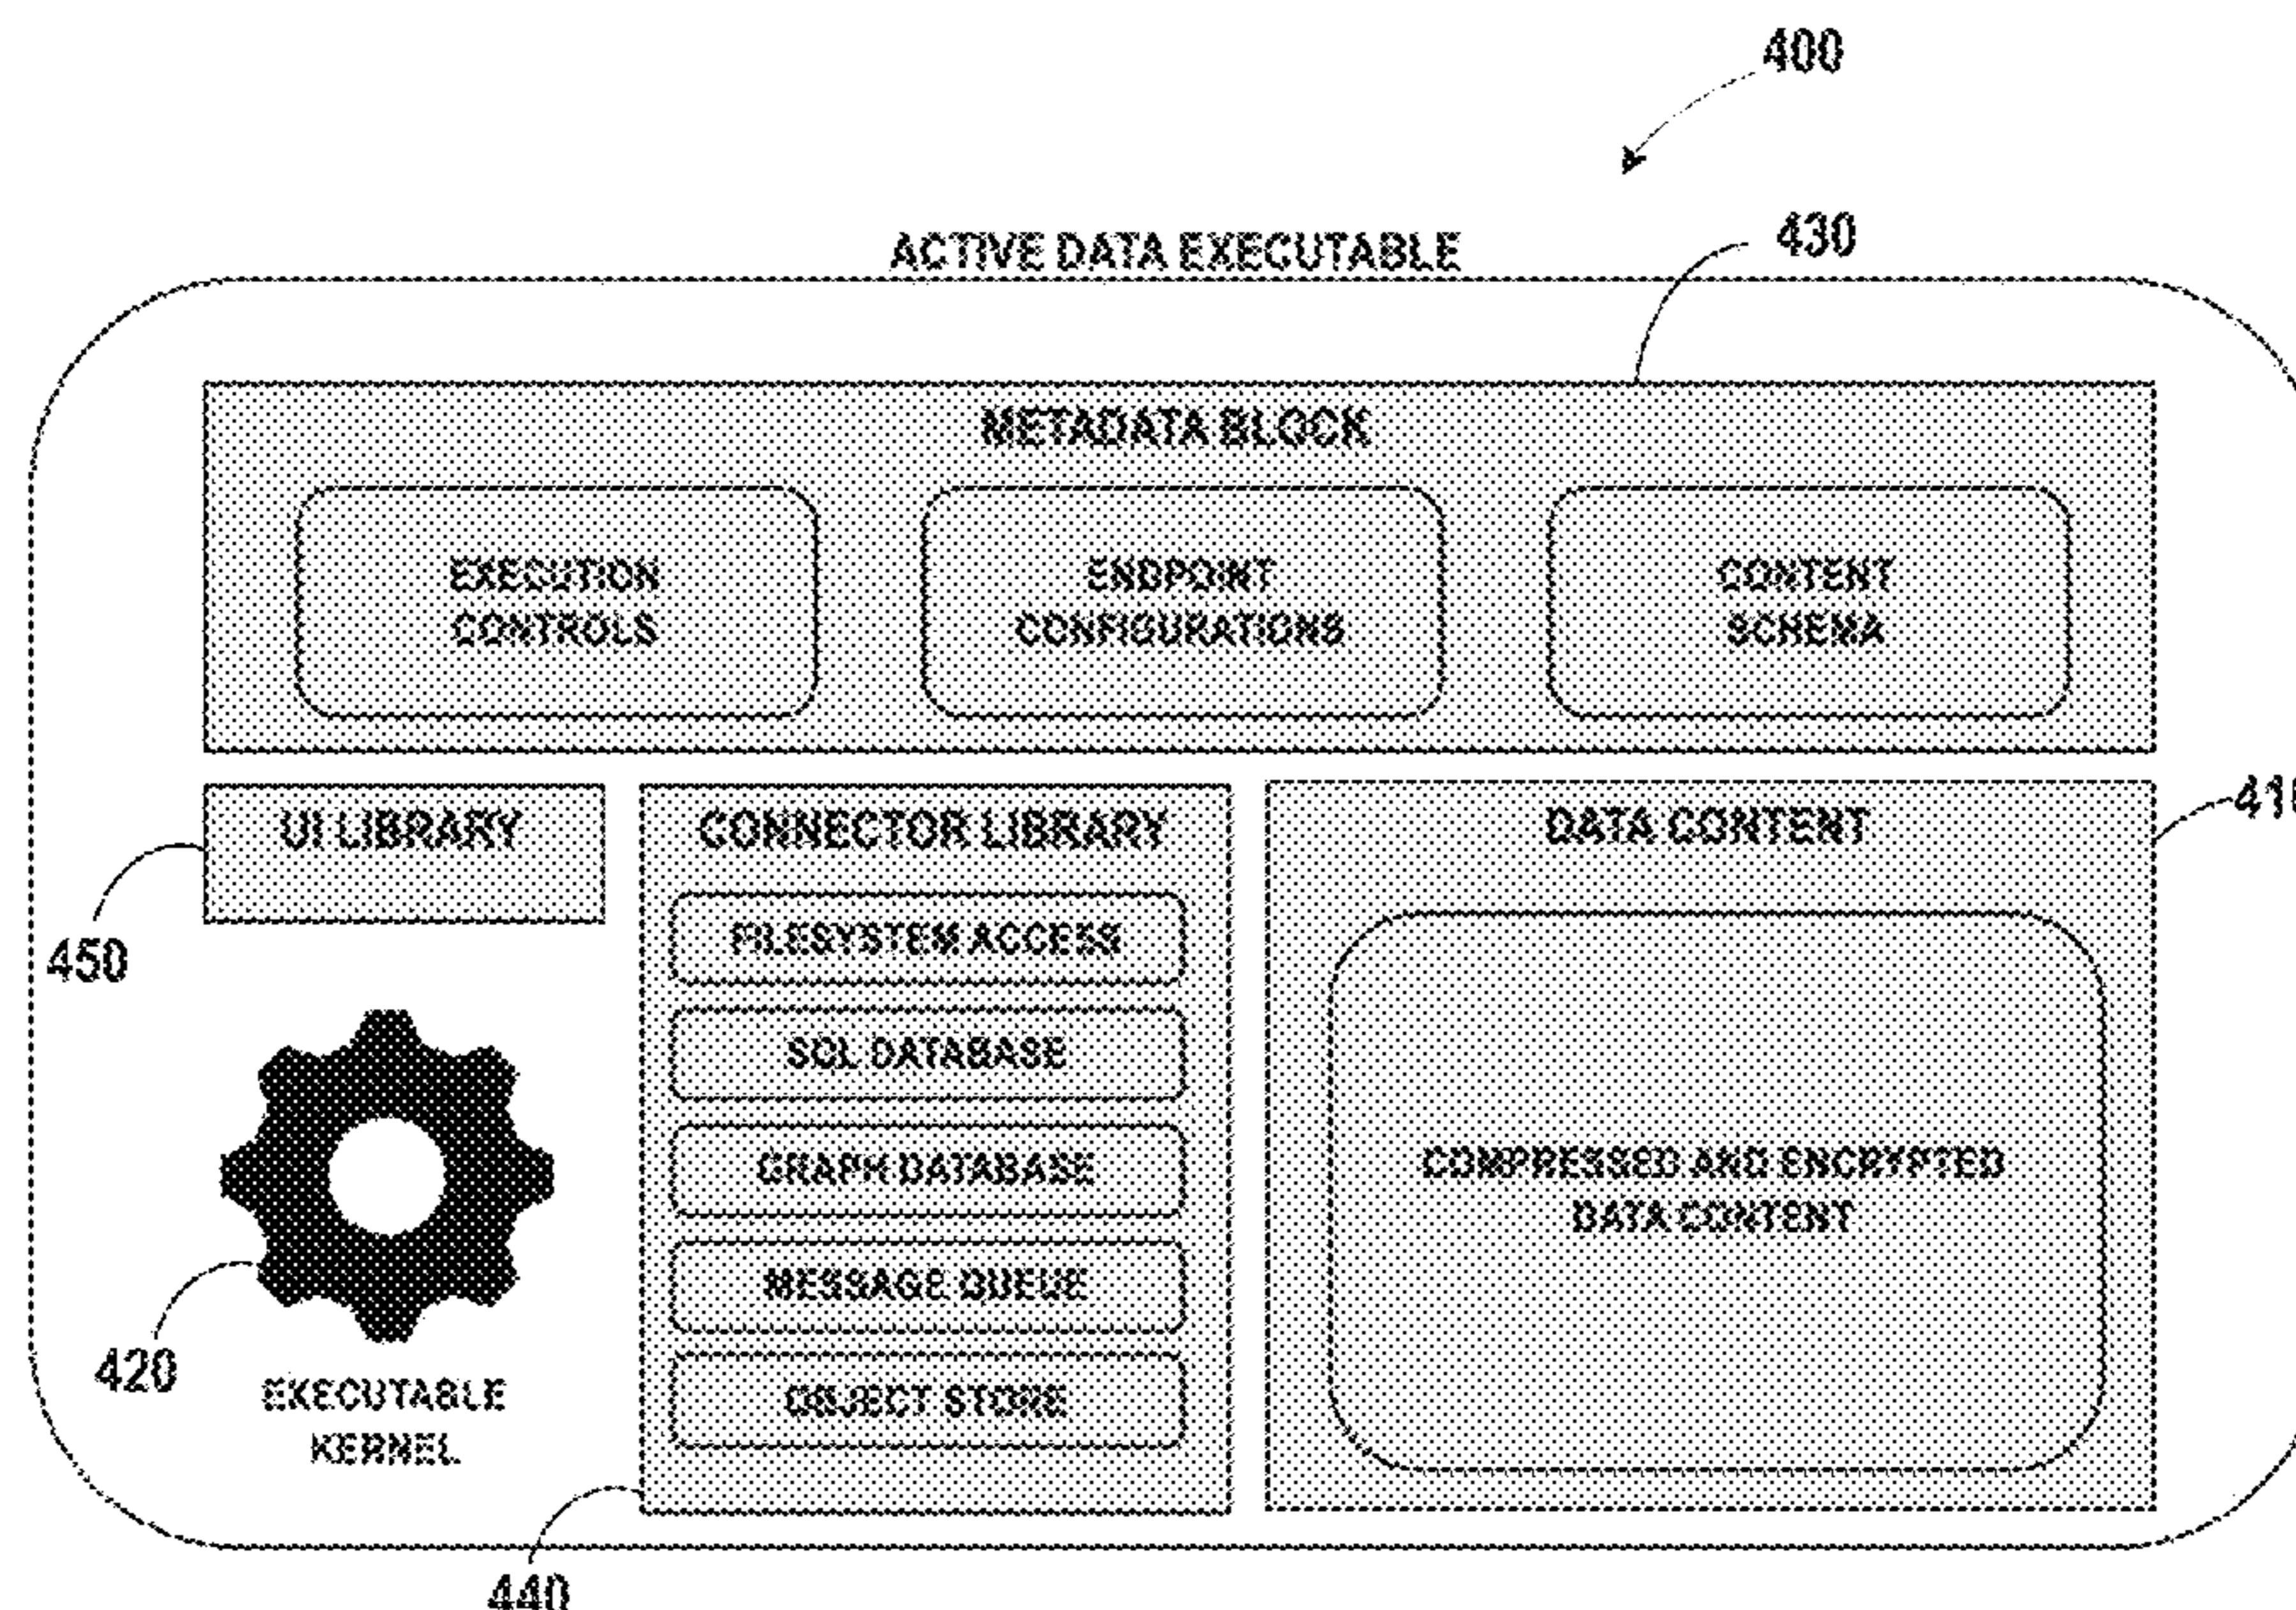 400
ACTIVE DATA EXECUTABLE
430
METADATA BLOCK
EXECUTION
CONTROLS
ENDPOINT
CONFIGURATIONS
CONTENT
SCHEMA
UI LIBRARY
CONNECTOR LIBRARY
DATA CONTENT
410
450
FILESYSTEM ACCESS
SQL DATABASE
GRAPH DATABASE
MESSAGE QUEUE
OBJECT STORE
COMPRESSED AND ENCRYPTED
DATA CONTENT
420
EXECUTABLE
KERNEL
440